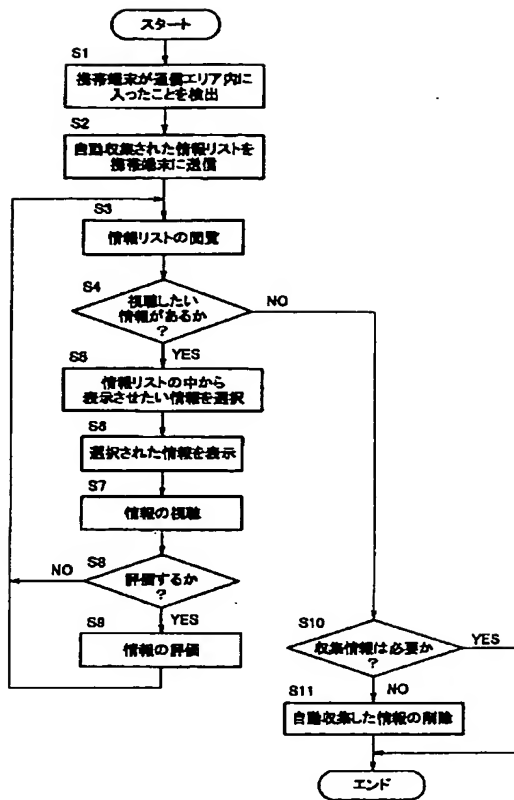 スタート
S1
携帯端末が通信エリア内に
入ったことを検出
S2
自動収集された情報リストを
携帯端末に送信
S3
情報リストの閲覧
S4
視聴したい
情報があるか
?
NO
YES
S5
情報リストの中から
表示させたい情報を選択
S6
選択された情報を表示
S7
情報の視聴
S8
評価するか
?
NO
YES
S9
情報の評価
S10
収集情報は必要か
?
YES
NO
S11
自動収集した情報の削除
エンド